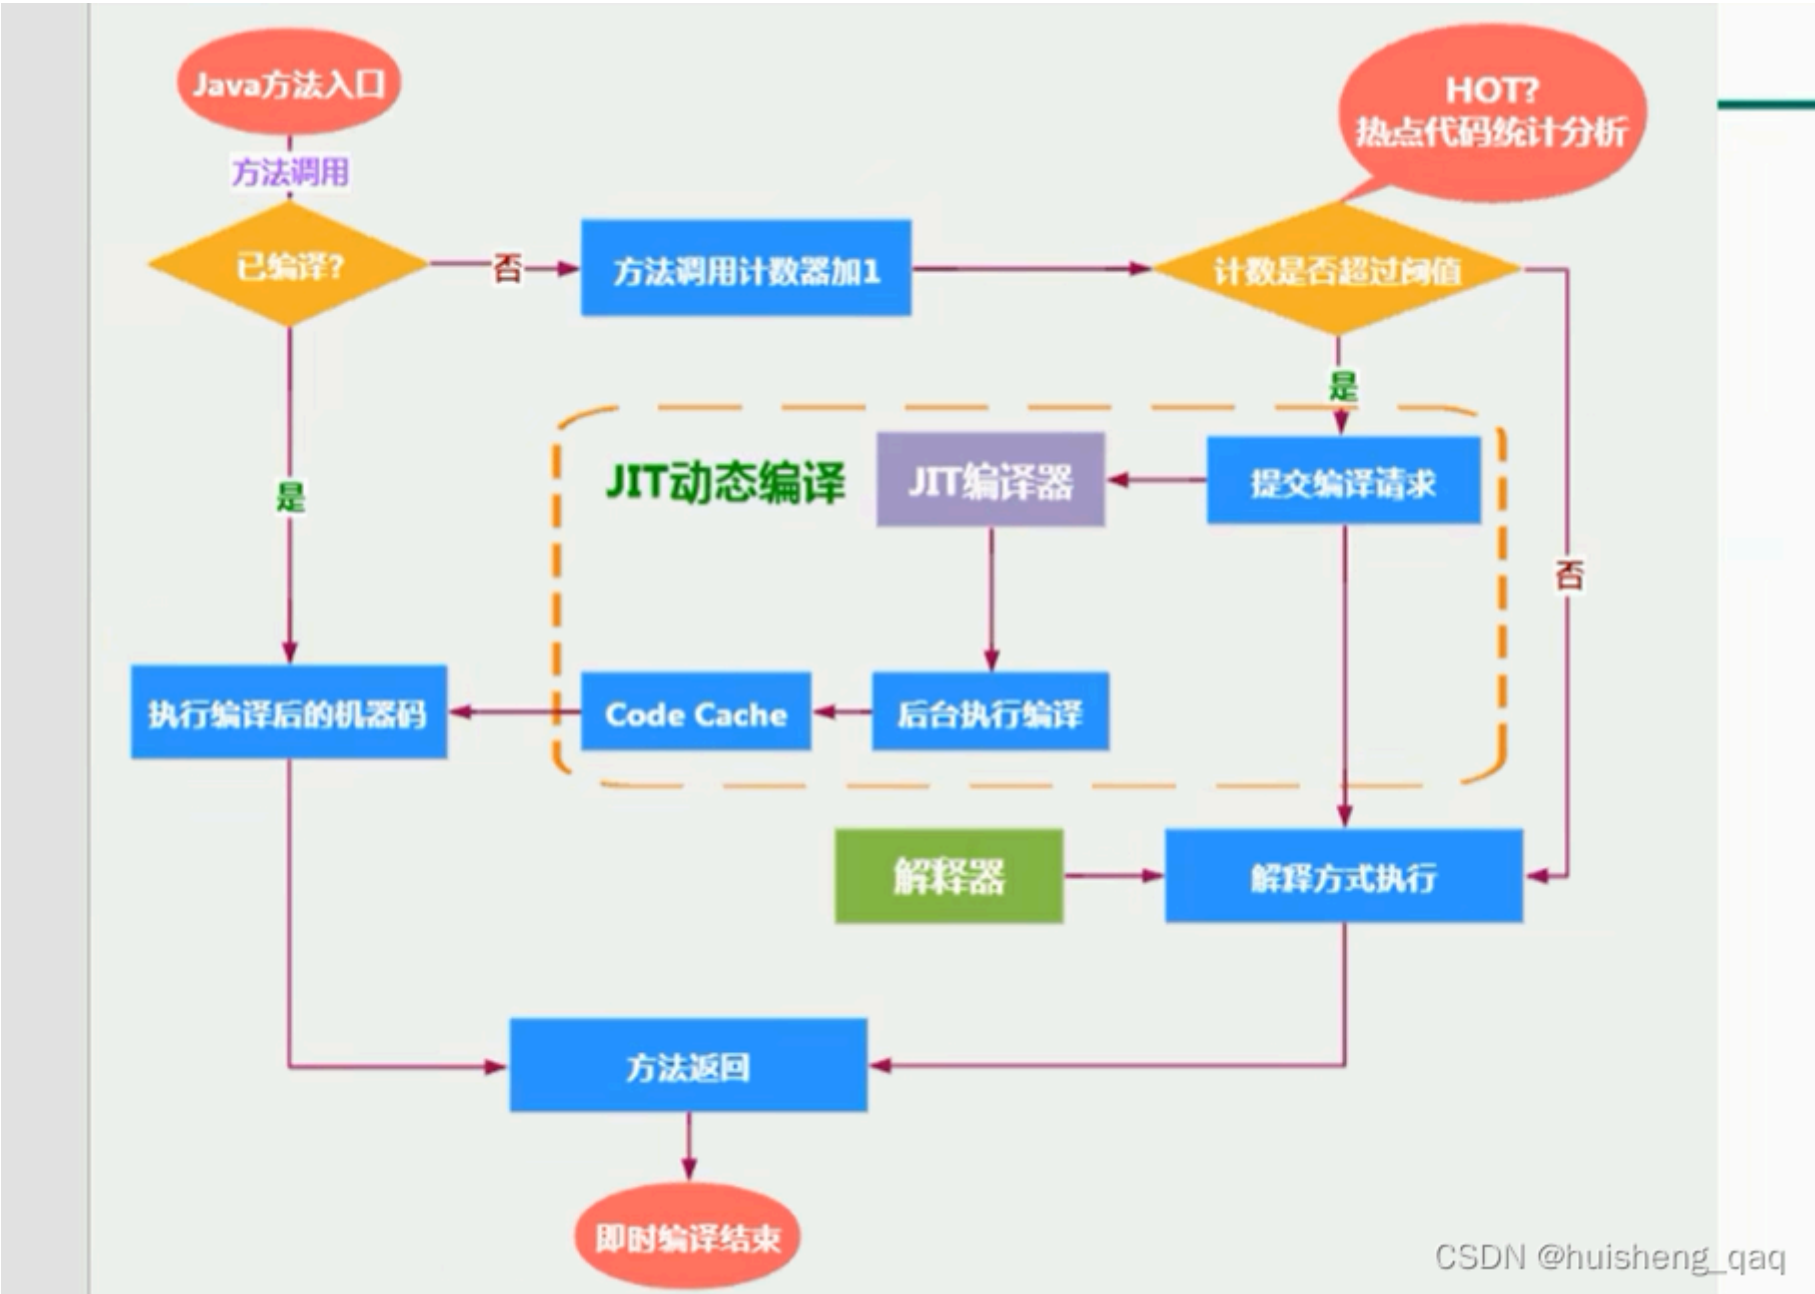 Java方法入口
HOT?
热点代码统计分析
方法调用
已编译?
否
方法调用计数器加1
计数是否超过阈值
是
JIT动态编译
JIT编译器
提交编译请求
是
否
执行编译后的机器码
Code Cache
后台执行编译
解释器
解释方式执行
方法返回
即时编译结束
CSDN @huisheng_qaq